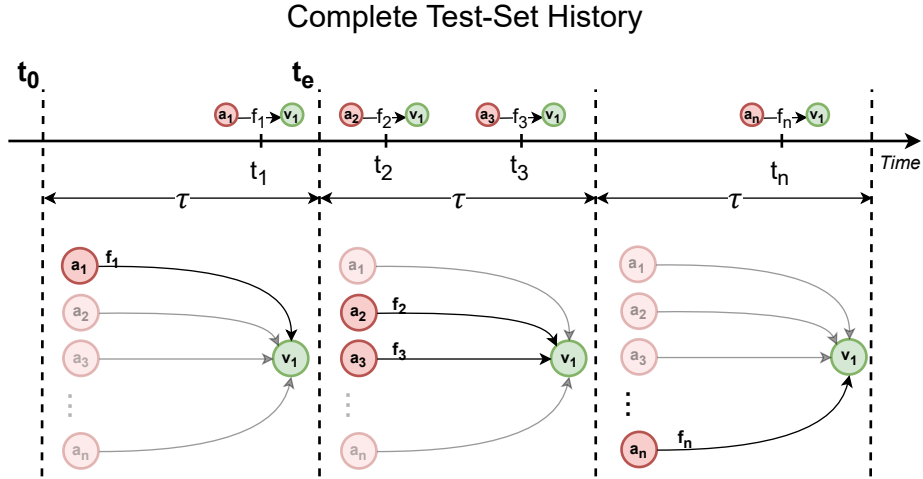 Complete Test-Set History
t₀ tₑ
a₁ f₁ v₁ a₂ f₂ v₁ a₃ f₃ v₁ aₙ fₙ v₁
t₁ t₂ t₃ tₙ Time
τ τ τ
a₁ f₁ a₁ a₁
a₂ a₂ f₂ a₂
a₃ v₁ a₃ f₃ v₁ a₃ v₁
⋮ ⋮ ⋮
aₙ aₙ aₙ fₙ